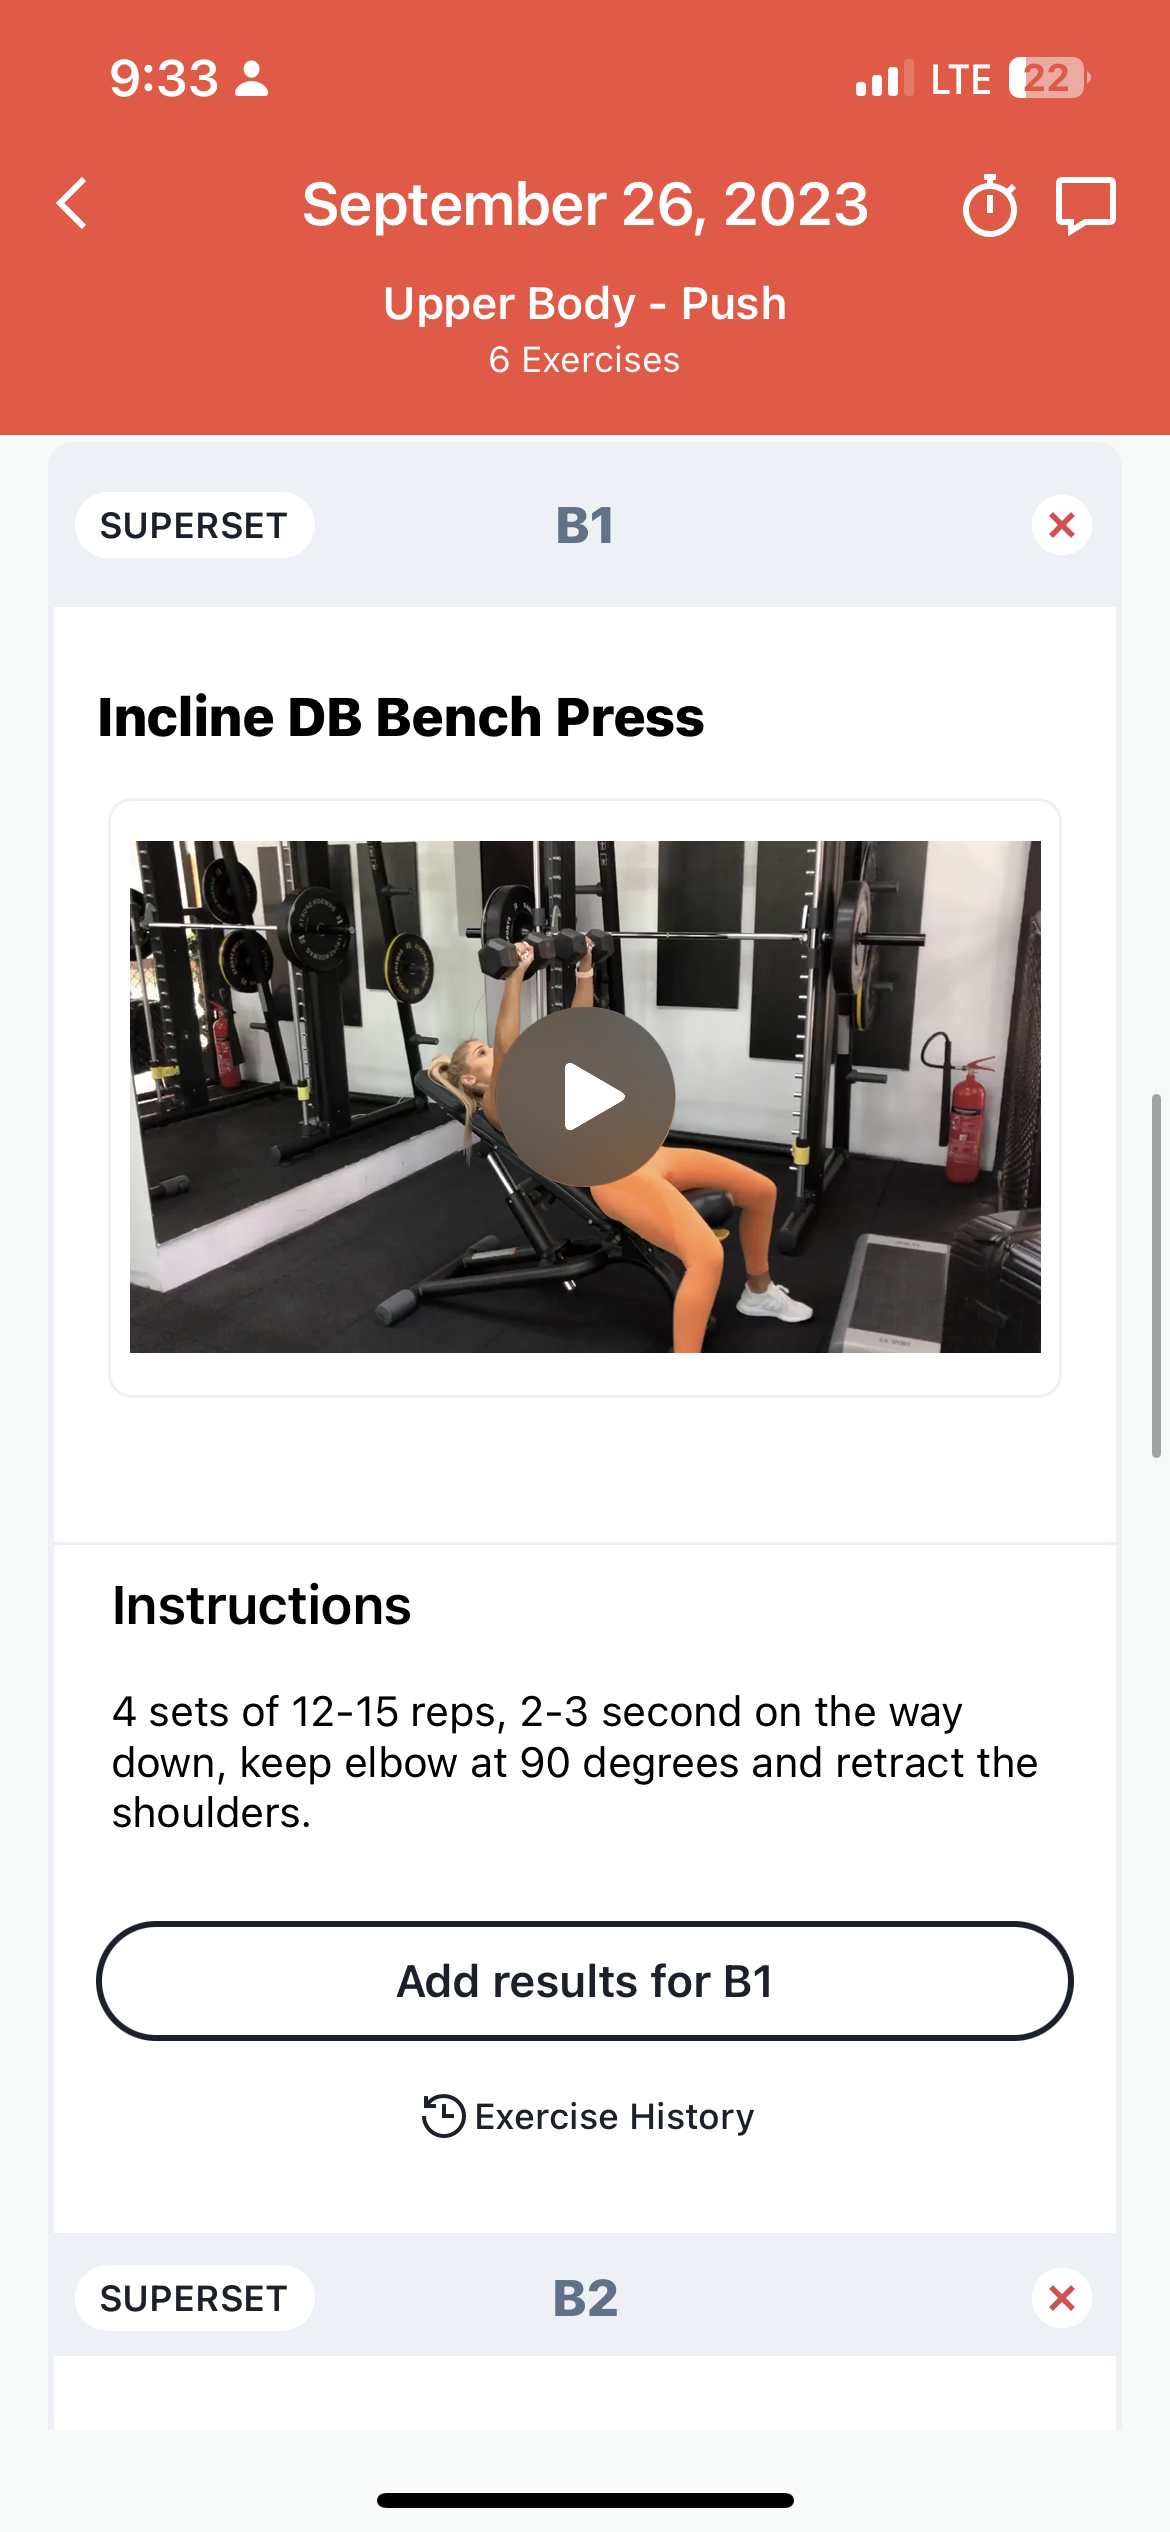 9:33
LTE
22
September 26, 2023
Upper Body - Push
6 Exercises
SUPERSET
B1
Incline DB Bench Press
Instructions
4 sets of 12-15 reps, 2-3 second on the way
down, keep elbow at 90 degrees and retract the
shoulders.
Add results for B1
Exercise History
SUPERSET
B2